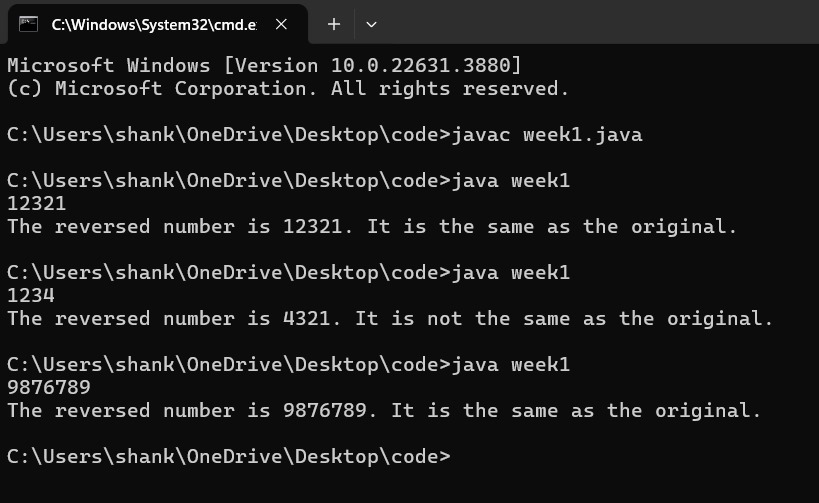 C:\Windows\System32\cmd.e
Microsoft Windows [Version 10.0.22631.3880]
(c) Microsoft Corporation. All rights reserved.
C:\Users\shank\OneDrive\Desktop\code>javac week1.java
C:\Users\shank\OneDrive\Desktop\code>java week1
12321
The reversed number is 12321. It is the same as the original.
C:\Users\shank\OneDrive\Desktop\code>java week1
1234
The reversed number is 4321. It is not the same as the original.
C:\Users\shank\OneDrive\Desktop\code>java week1
9876789
The reversed number is 9876789. It is the same as the original.
C:\Users\shank\OneDrive\Desktop\code>